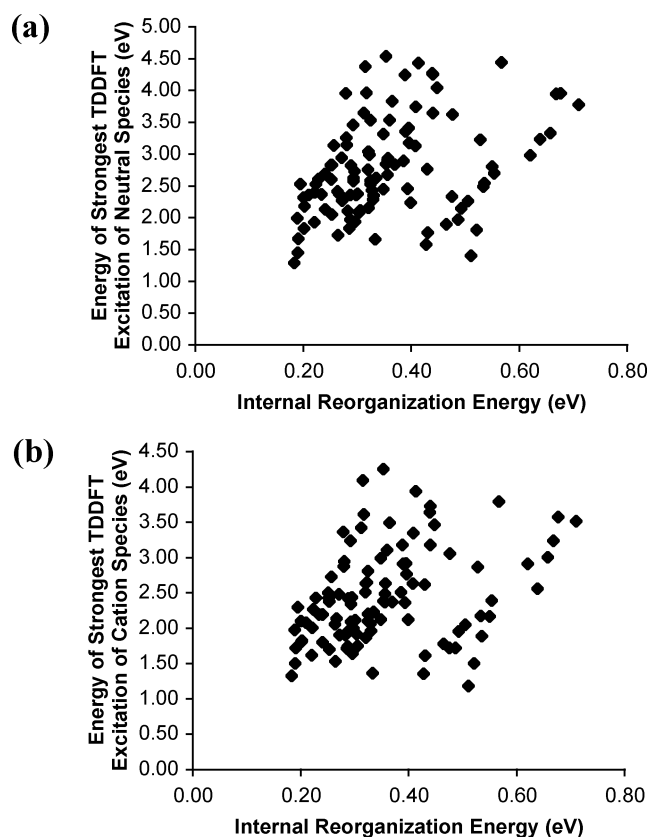 (a)
Energy of Strongest TDDFT
Excitation of Neutral Species (eV)
5.00
4.50
4.00
3.50
3.00
2.50
2.00
1.50
1.00
0.50
0.00
0.00 0.20 0.40 0.60 0.80
Internal Reorganization Energy (eV)
(b)
Energy of Strongest TDDFT
Excitation of Cation Species (eV)
4.50
4.00
3.50
3.00
2.50
2.00
1.50
1.00
0.50
0.00
0.00 0.20 0.40 0.60 0.80
Internal Reorganization Energy (eV)